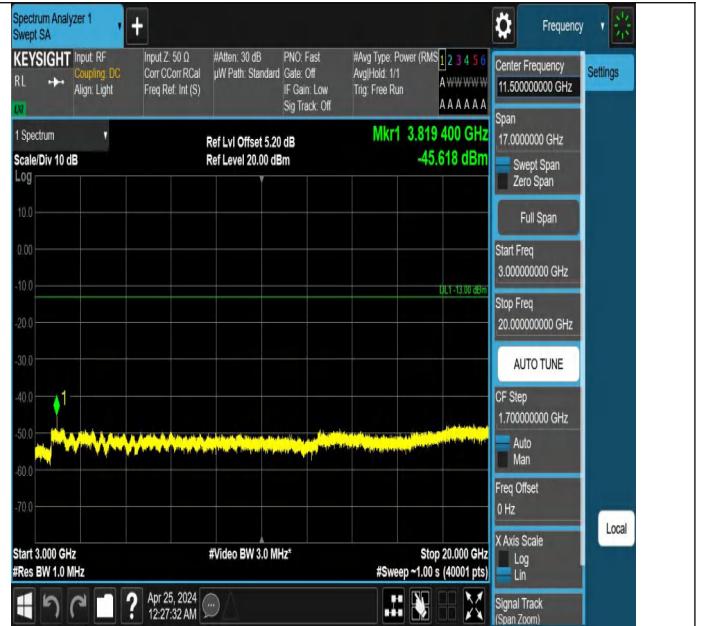 Spectrum Analyzer 1
Swept SA
+
Frequency
KEYSIGHT
RL
LXI
Input: RF
Coupling: DC
Align: Light
Input Z: 50 Ω
Corr CCorr RCal
Freq Ref: Int (S)
#Atten: 30 dB
µW Path: Standard
PNO: Fast
Gate: Off
IF Gain: Low
Sig Track: Off
#Avg Type: Power (RMS
Avg|Hold: 1/1
Trig: Free Run
1 2 3 4 5 6
A W W W W W
A A A A A A
1 Spectrum
Scale/Div 10 dB
Log
Ref Lvl Offset 5.20 dB
Ref Level 20.00 dBm
Mkr1 3.819 400 GHz
-45.618 dBm
10.0
0.00
-10.0
DL1 -13.00 dBm
-20.0
-30.0
-40.0
1
-50.0
-60.0
-70.0
Start 3.000 GHz
#Res BW 1.0 MHz
#Video BW 3.0 MHz*
Stop 20.000 GHz
#Sweep ~1.00 s (40001 pts)
Apr 25, 2024
12:27:32 AM
?
Center Frequency
11.500000000 GHz
Settings
Span
17.0000000 GHz
Swept Span
Zero Span
Full Span
Start Freq
3.000000000 GHz
Stop Freq
20.000000000 GHz
AUTO TUNE
CF Step
1.700000000 GHz
Auto
Man
Freq Offset
0 Hz
Local
X Axis Scale
Log
Lin
Signal Track
(Span Zoom)